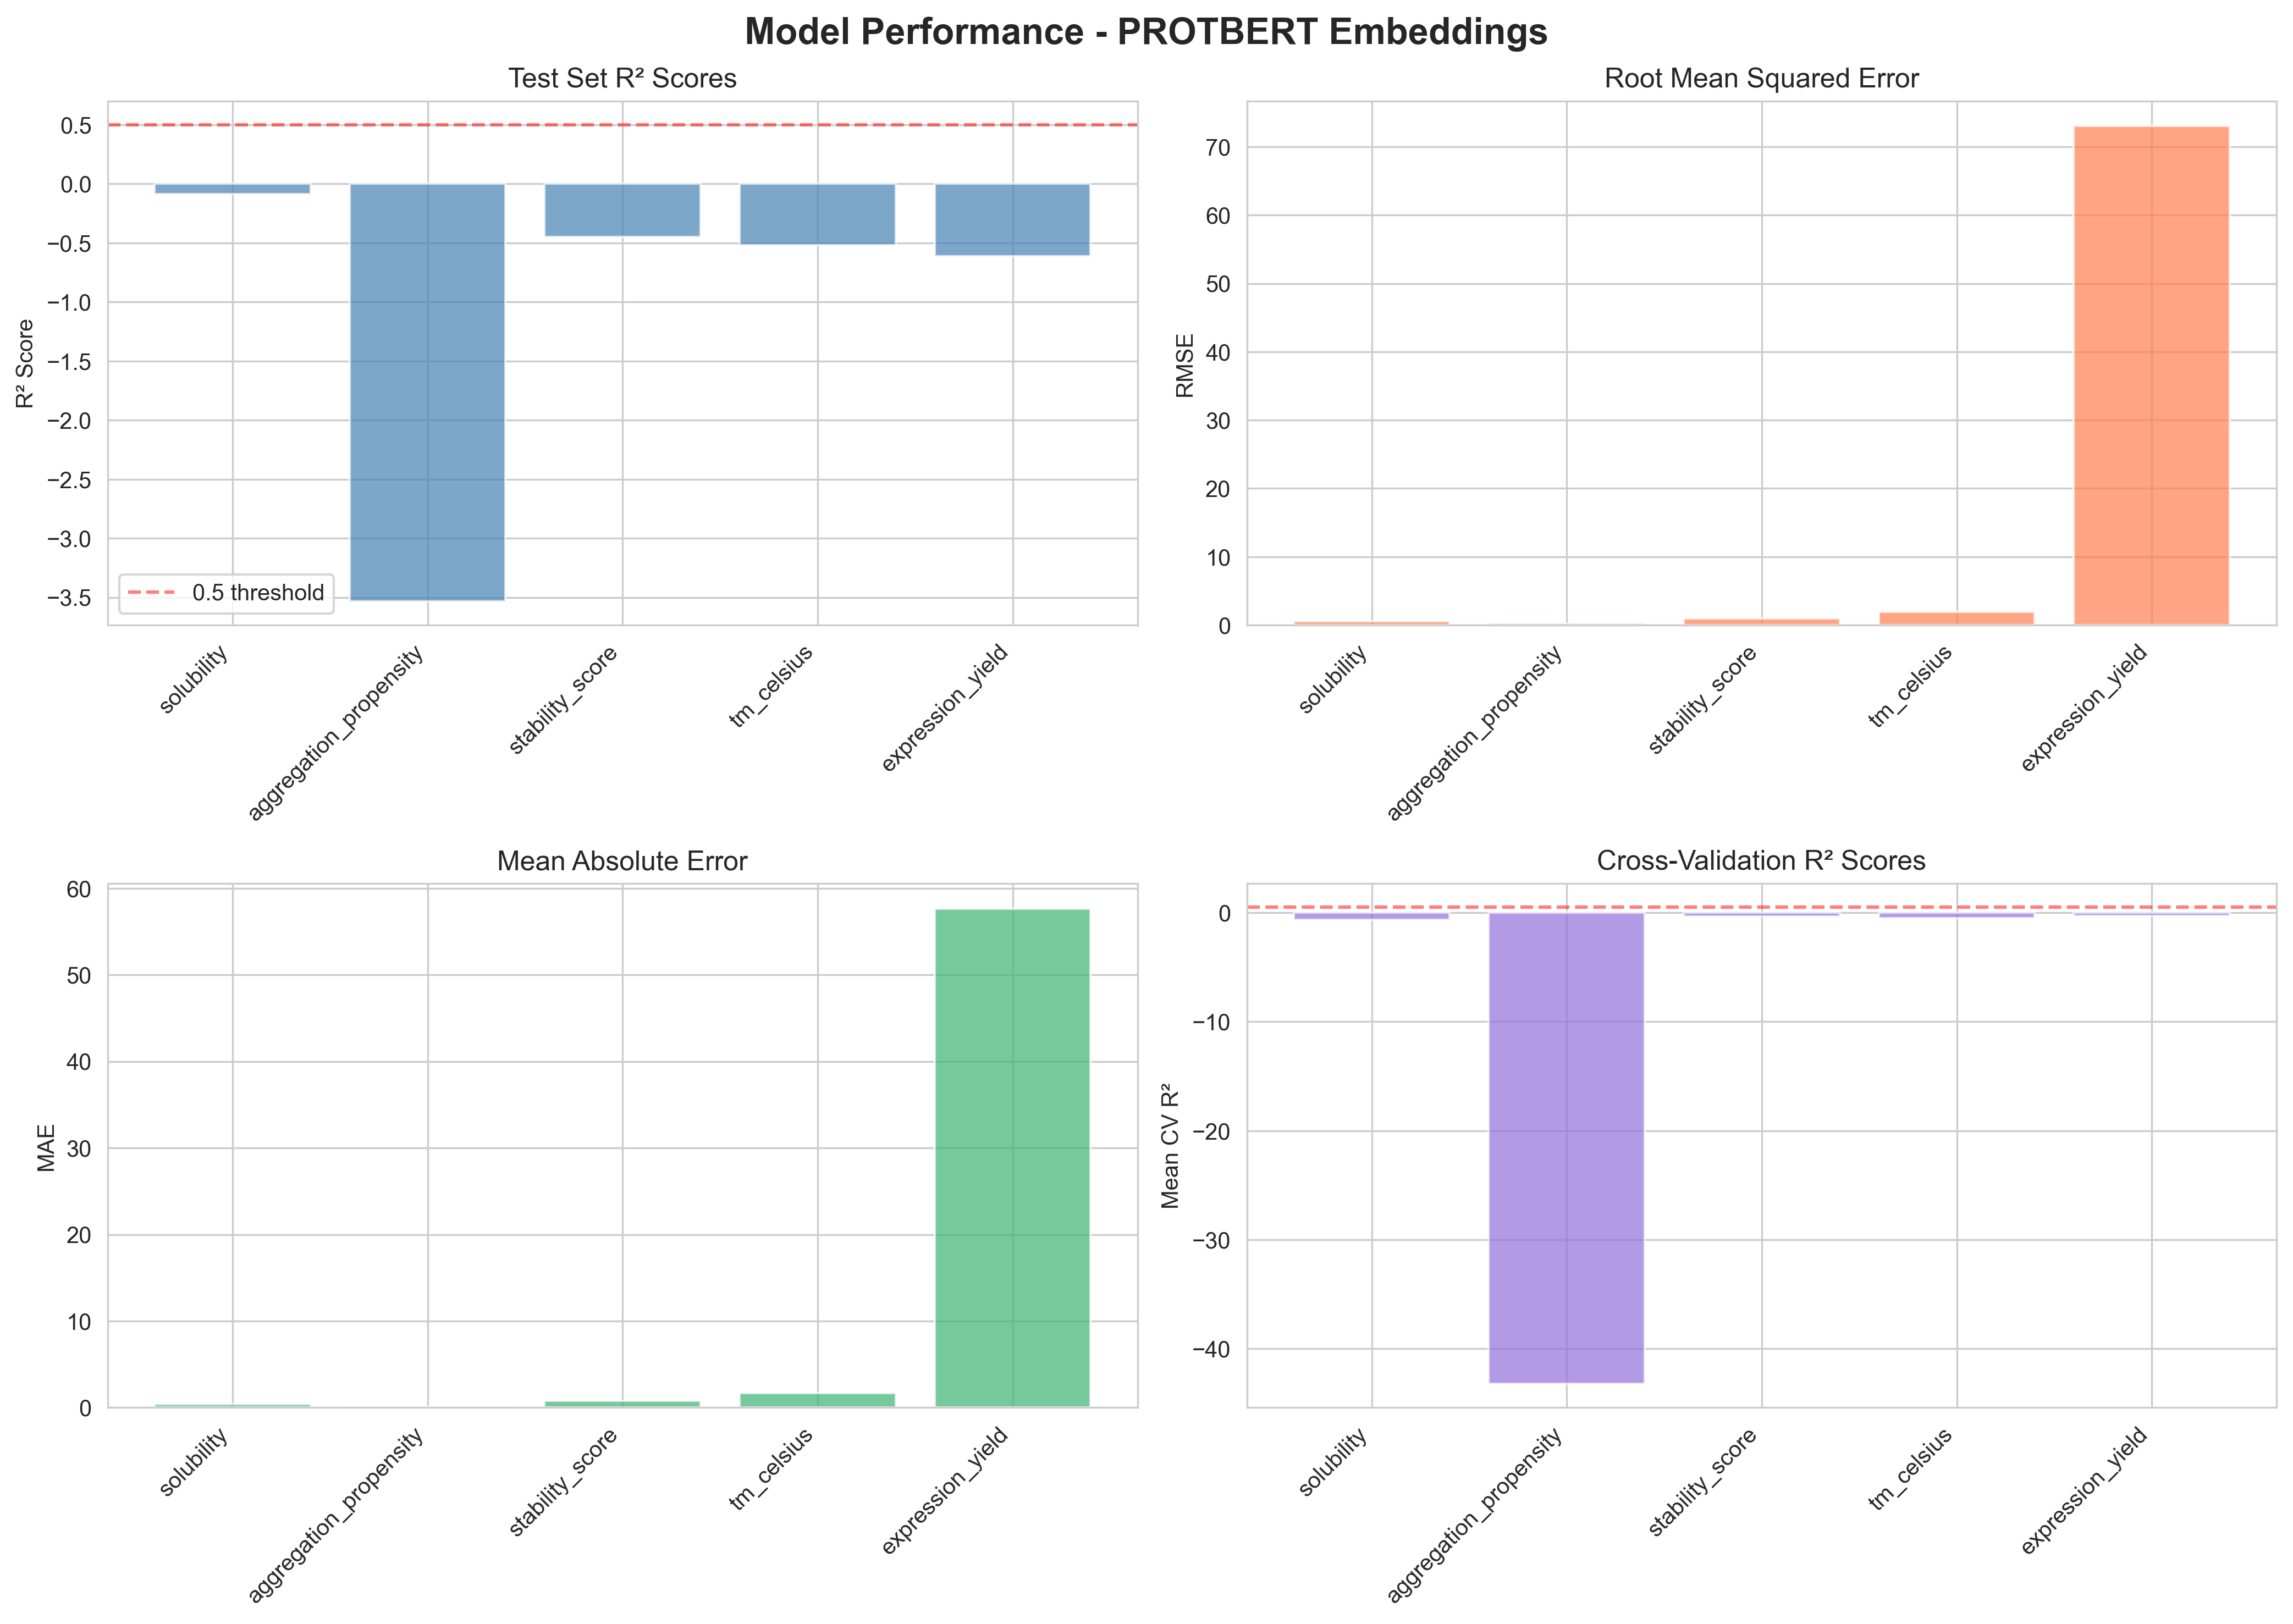 Model Performance - PROTBERT Embeddings
Test Set R² Scores
R² Score
0.5
0.0
−0.5
−1.0
−1.5
−2.0
−2.5
−3.0
−3.5
0.5 threshold
solubility
aggregation_propensity
stability_score
tm_celsius
expression_yield
Root Mean Squared Error
RMSE
70
60
50
40
30
20
10
0
solubility
aggregation_propensity
stability_score
tm_celsius
expression_yield
Mean Absolute Error
MAE
60
50
40
30
20
10
0
solubility
aggregation_propensity
stability_score
tm_celsius
expression_yield
Cross-Validation R² Scores
Mean CV R²
0
−10
−20
−30
−40
solubility
aggregation_propensity
stability_score
tm_celsius
expression_yield